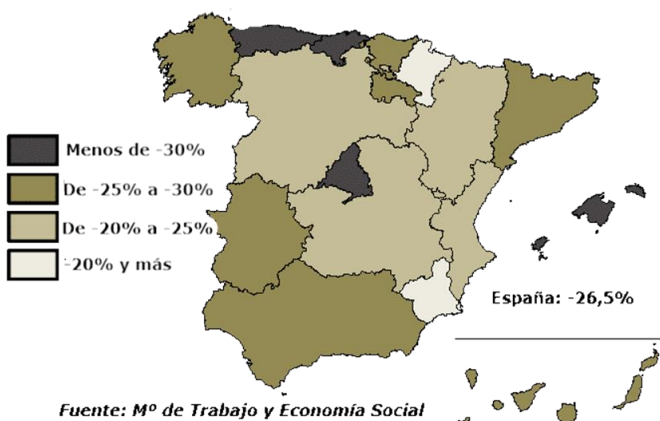 Menos de -30%
De -25% a -30%
De -20% a -25%
-20% y más
España: -26,5%
Fuente: Mº de Trabajo y Economía Social